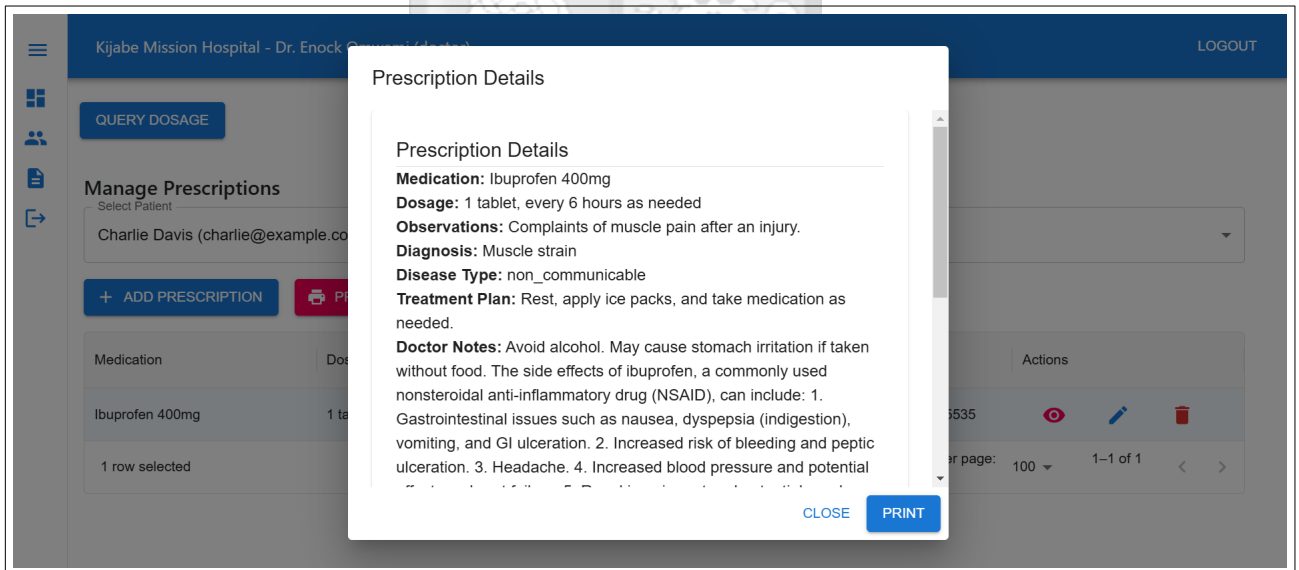 Kijabe Mission Hospital - Dr. Enock
LOGOUT
QUERY DOSAGE
Manage Prescriptions
Select Patient
Charlie Davis (charlie@example.co
+ ADD PRESCRIPTION
Medication
Actions
Ibuprofen 400mg
5535
1 row selected
er page:
100
1–1 of 1
Prescription Details
Prescription Details
Medication: Ibuprofen 400mg
Dosage: 1 tablet, every 6 hours as needed
Observations: Complaints of muscle pain after an injury.
Diagnosis: Muscle strain
Disease Type: non_communicable
Treatment Plan: Rest, apply ice packs, and take medication as
needed.
Doctor Notes: Avoid alcohol. May cause stomach irritation if taken
without food. The side effects of ibuprofen, a commonly used
nonsteroidal anti-inflammatory drug (NSAID), can include: 1.
Gastrointestinal issues such as nausea, dyspepsia (indigestion),
vomiting, and GI ulceration. 2. Increased risk of bleeding and peptic
ulceration. 3. Headache. 4. Increased blood pressure and potential
CLOSE
PRINT